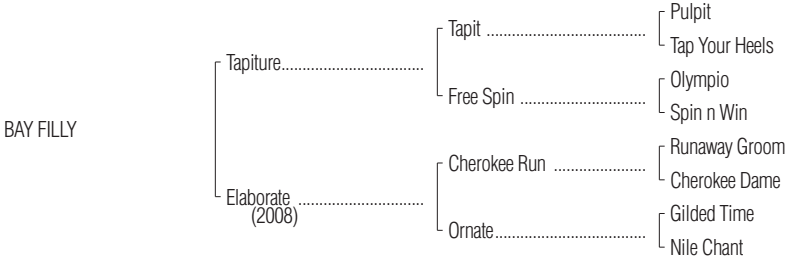 Pulpit
Tapit ......................................
Tap Your Heels
Tapiture..................................
Olympio
Free Spin ..............................
Spin n Win
BAY FILLY
Runaway Groom
Cherokee Run ......................
Cherokee Dame
Elaborate ..............................
(2008)
Gilded Time
Ornate....................................
Nile Chant